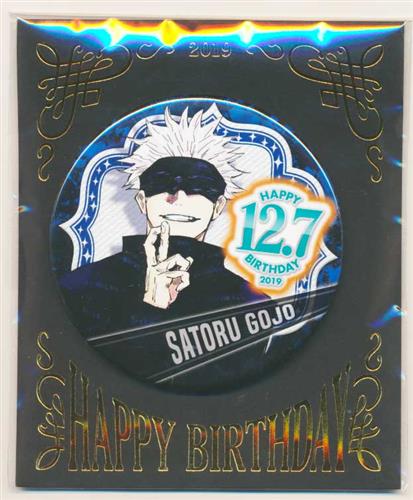 2019
HAPPY
12.7
BIRTHDAY
2019
SATORU GOJO
HAPPY BIRTHDAY